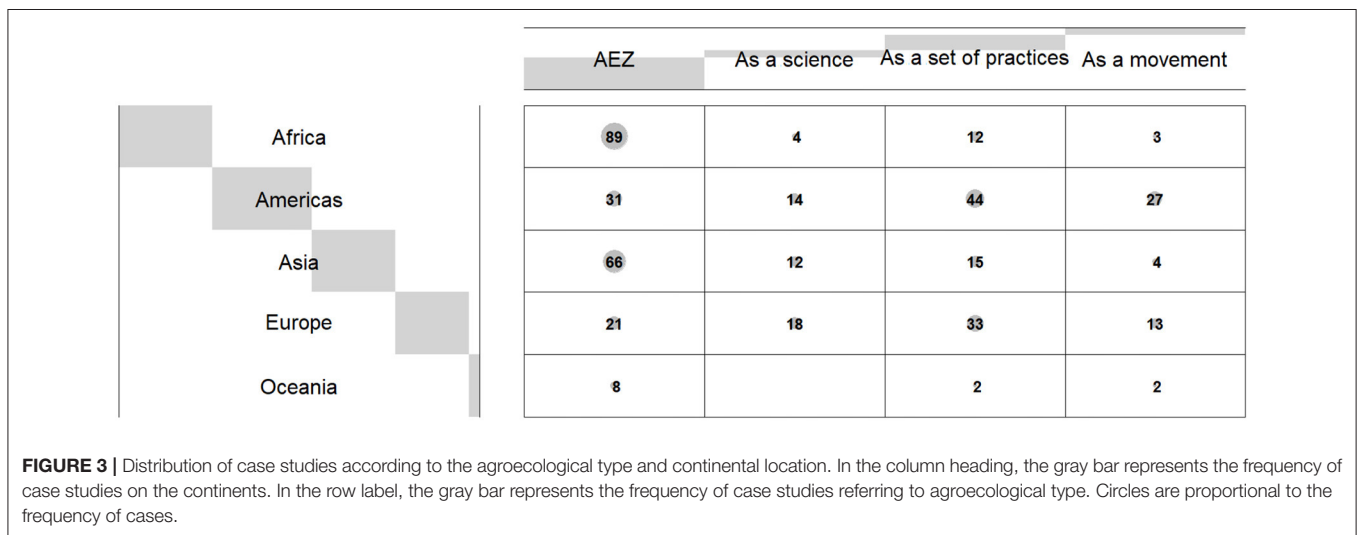 AEZ As a science As a set of practices As a movement
Africa 89 4 12 3
Americas 31 14 44 27
Asia 66 12 15 4
Europe 21 18 33 13
Oceania 8 2 2
FIGURE 3 | Distribution of case studies according to the agroecological type and continental location. In the column heading, the gray bar represents the frequency of
case studies on the continents. In the row label, the gray bar represents the frequency of case studies referring to agroecological type. Circles are proportional to the
frequency of cases.